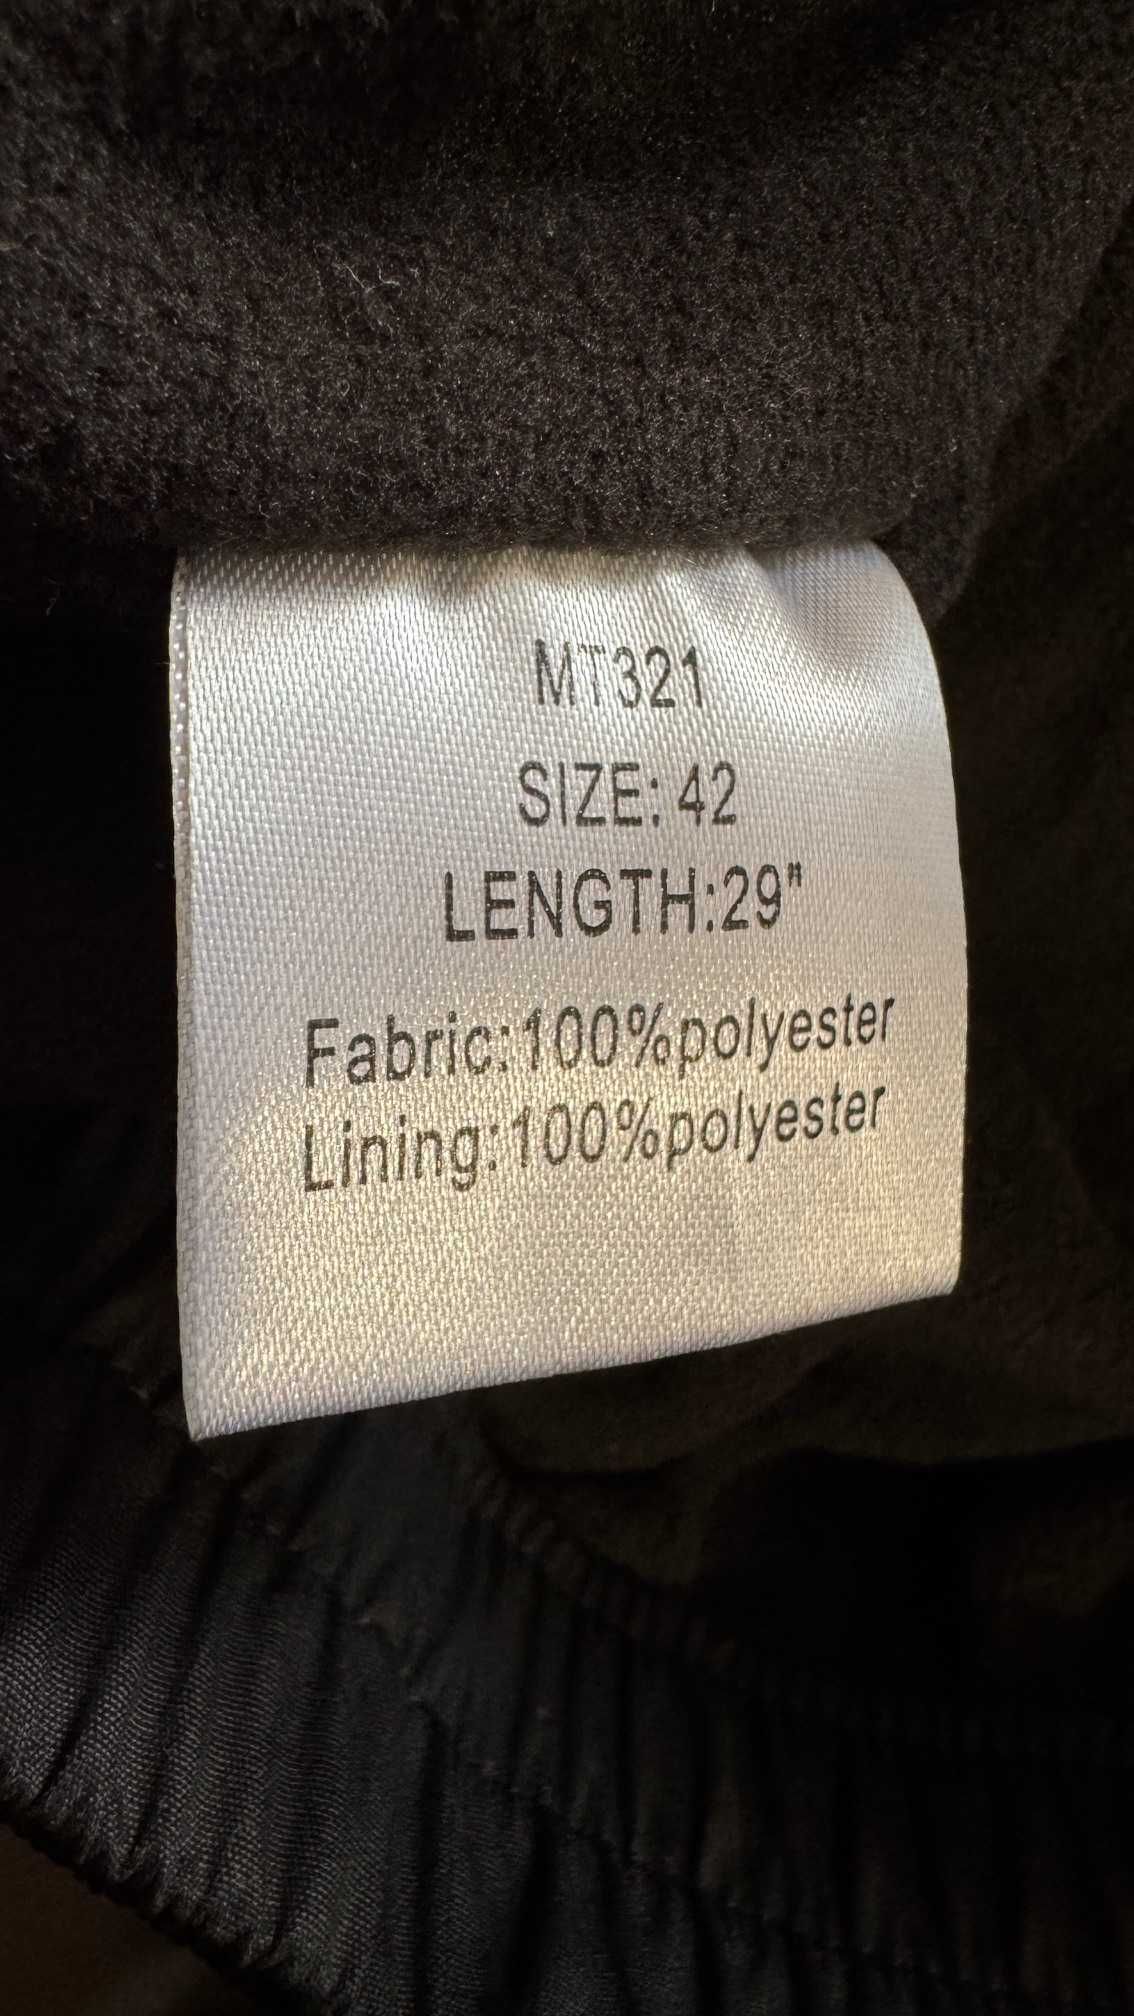 MT321
SIZE: 42
LENGTH:29"
Fabric:100%polyester
Lining:100%polyester